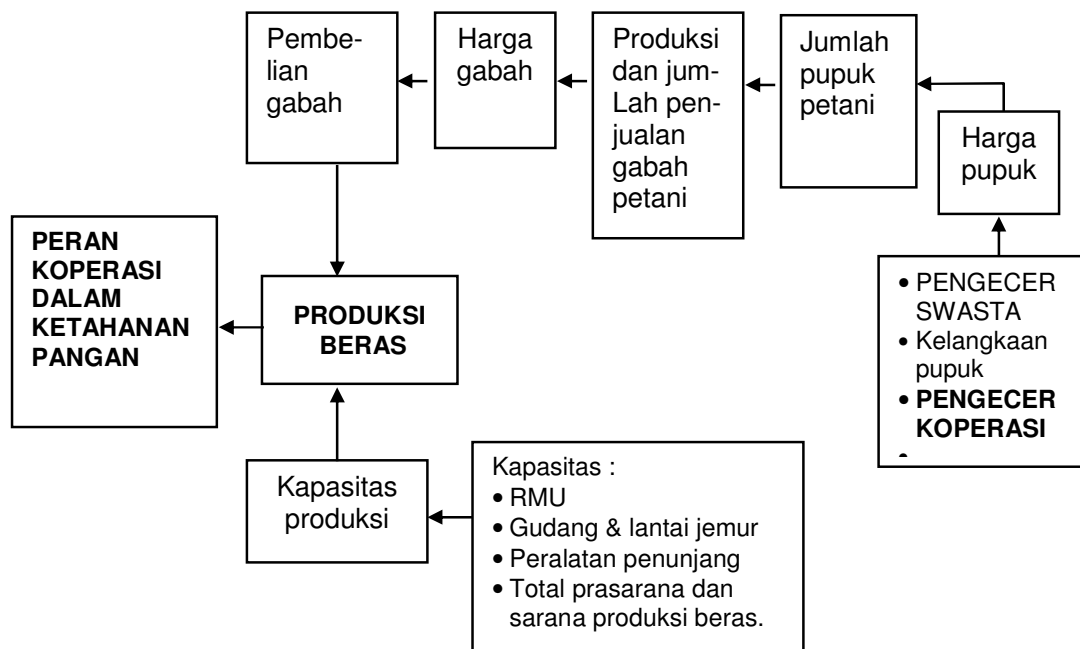 Pembe-
lian
gabah
Harga
gabah
Produksi
dan jum-
Lah pen-
jualan
gabah
petani
Jumlah
pupuk
petani
Harga
pupuk
PERAN
KOPERASI
DALAM
KETAHANAN
PANGAN
PRODUKSI
BERAS
• PENGECER
SWASTA
• Kelangkaan
pupuk
• PENGECER
KOPERASI
•
Kapasitas
produksi
Kapasitas :
• RMU
• Gudang & lantai jemur
• Peralatan penunjang
• Total prasarana dan
sarana produksi beras.